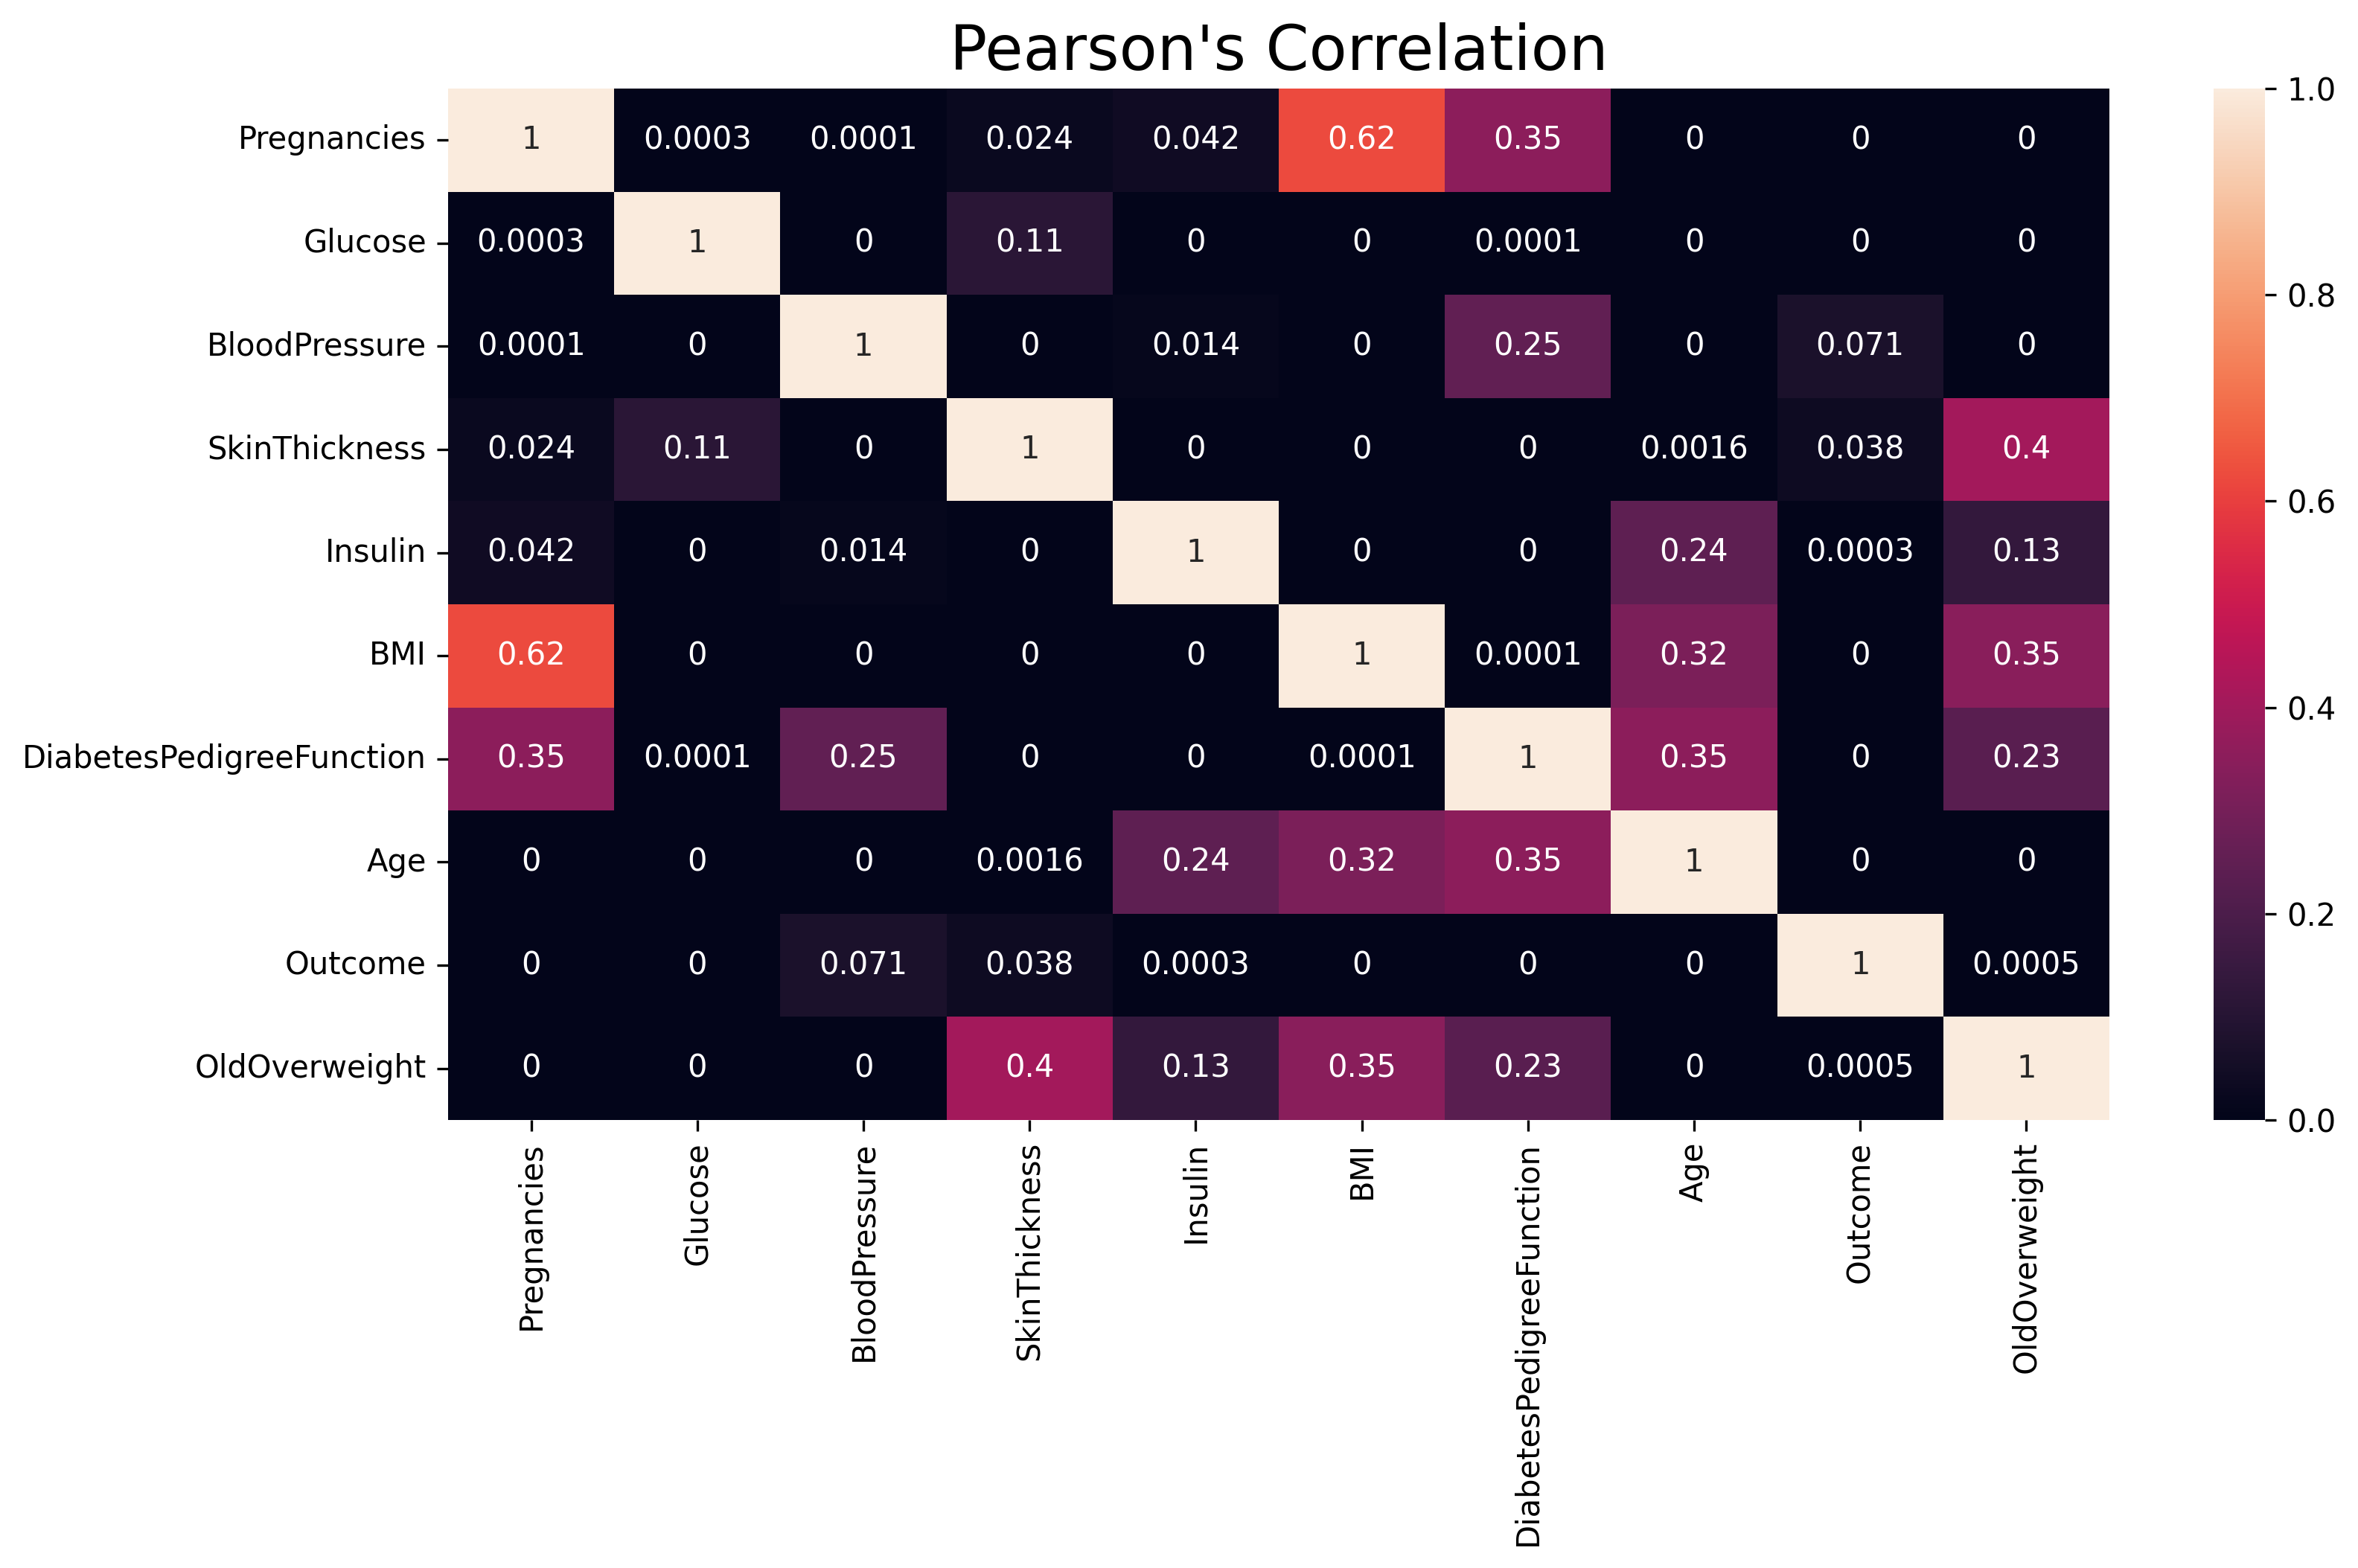 Pearson's Correlation
Pregnancies 1 0.0003 0.0001 0.024 0.042 0.62 0.35 0 0 0
Glucose 0.0003 1 0 0.11 0 0 0.0001 0 0 0
BloodPressure 0.0001 0 1 0 0.014 0 0.25 0 0.071 0
SkinThickness 0.024 0.11 0 1 0 0 0 0.0016 0.038 0.4
Insulin 0.042 0 0.014 0 1 0 0 0.24 0.0003 0.13
BMI 0.62 0 0 0 0 1 0.0001 0.32 0 0.35
DiabetesPedigreeFunction 0.35 0.0001 0.25 0 0 0.0001 1 0.35 0 0.23
Age 0 0 0 0.0016 0.24 0.32 0.35 1 0 0
Outcome 0 0 0.071 0.038 0.0003 0 0 0 1 0.0005
OldOverweight 0 0 0 0.4 0.13 0.35 0.23 0 0.0005 1
Pregnancies
Glucose
BloodPressure
SkinThickness
Insulin
BMI
DiabetesPedigreeFunction
Age
Outcome
OldOverweight
1.0
0.8
0.6
0.4
0.2
0.0